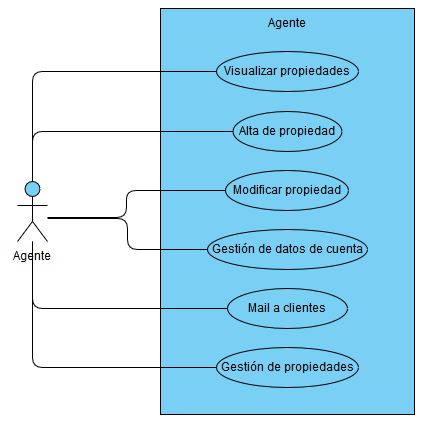 Agente
Visualizar propiedades
Alta de propiedad
Modificar propiedad
Gestión de datos de cuenta
Agente
Mail a clientes
Gestión de propiedades